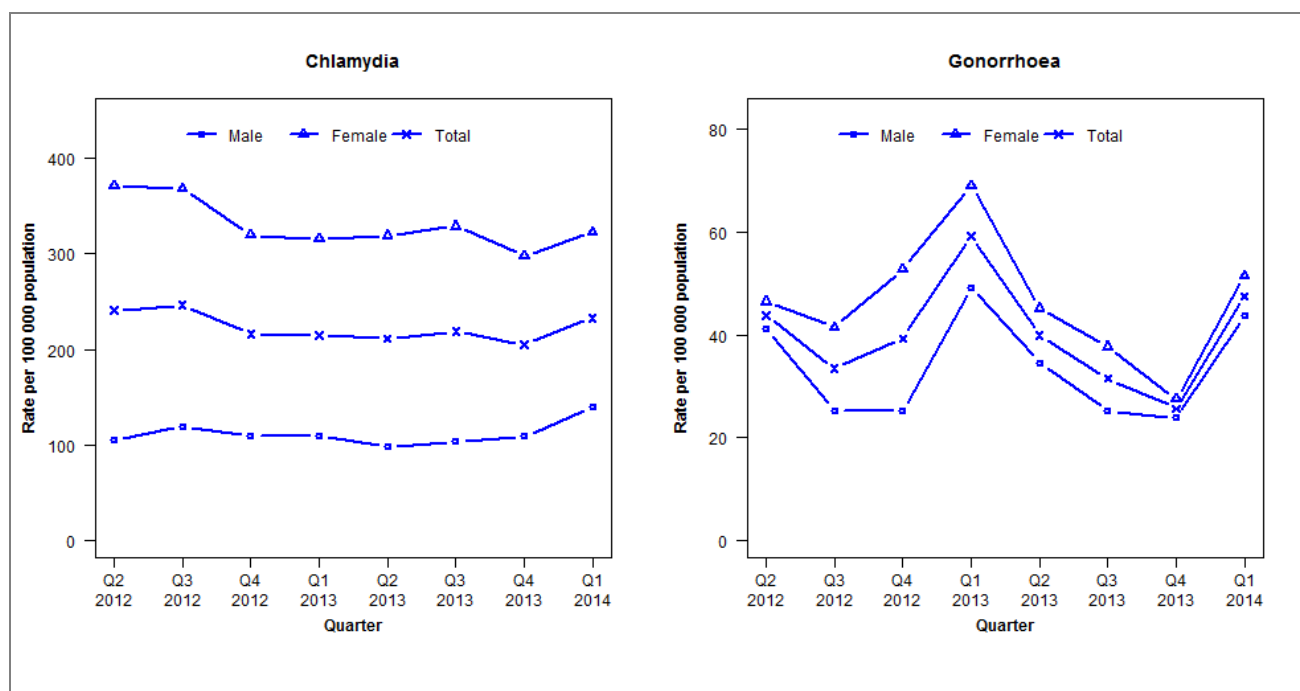 Chlamydia
Male Female Total
400
300
200
100
0
Rate per 100 000 population
Q2 Q3 Q4 Q1 Q2 Q3 Q4 Q1
2012 2012 2012 2013 2013 2013 2013 2014
Quarter
Gonorrhoea
Male Female Total
80
60
40
20
0
Rate per 100 000 population
Q2 Q3 Q4 Q1 Q2 Q3 Q4 Q1
2012 2012 2012 2013 2013 2013 2013 2014
Quarter